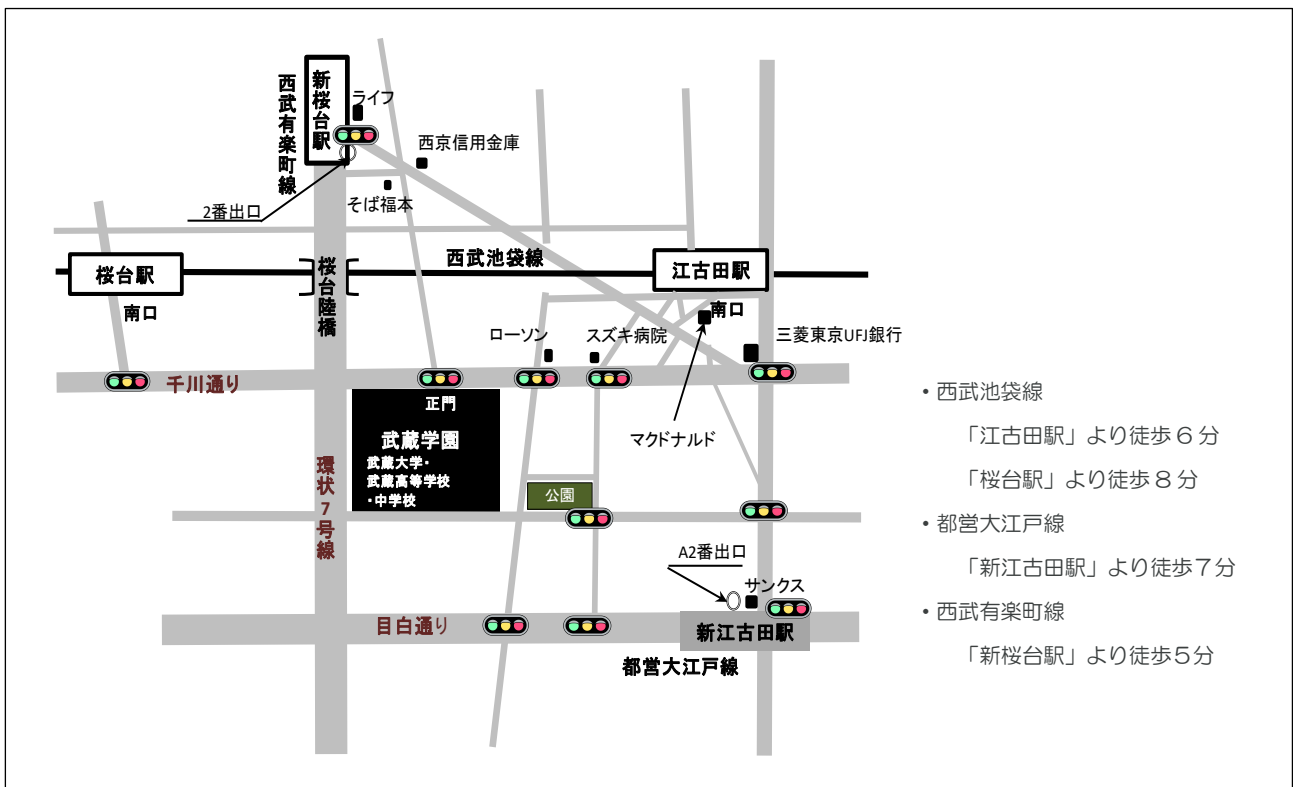 新桜台駅
西武有楽町線
ライフ
西京信用金庫
2番出口
そば福本
西武池袋線
桜台駅
桜台陸橋
江古田駅
南口
南口
ローソン
スズキ病院
三菱東京UFJ銀行
千川通り
正門
マクドナルド
武蔵学園
武蔵大学・
武蔵高等学校
・中学校
環状7号線
公園
A2番出口
サンクス
目白通り
新江古田駅
都営大江戸線
・西武池袋線
「江古田駅」より徒歩6分
「桜台駅」より徒歩8分
・都営大江戸線
「新江古田駅」より徒歩7分
・西武有楽町線
「新桜台駅」より徒歩5分